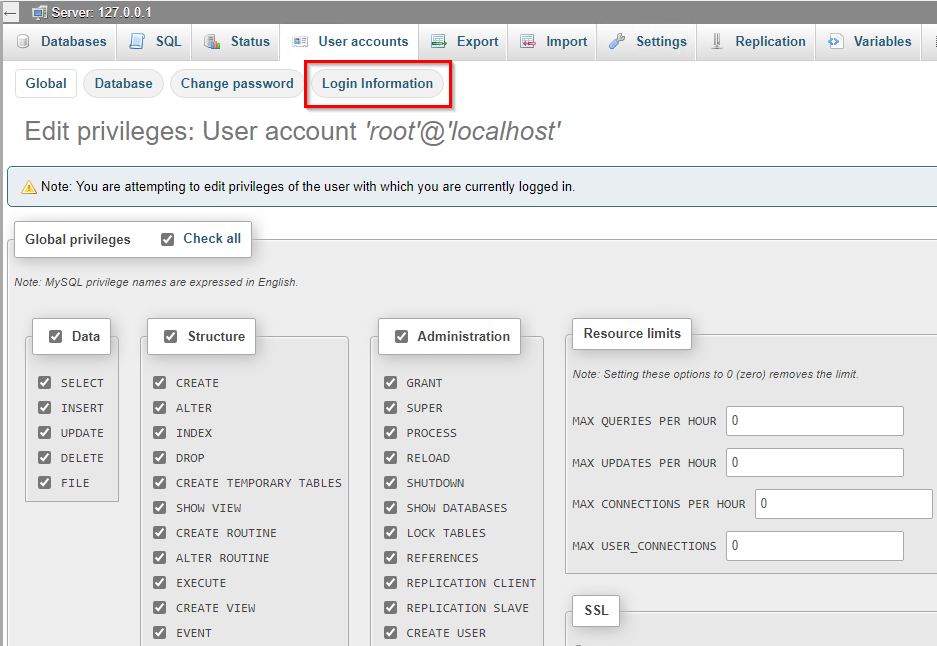 Server: 127.0.0.1
Databases SQL Status User accounts Export Import Settings Replication Variables
Global Database Change password Login Information
Edit privileges: User account 'root'@'localhost'
Note: You are attempting to edit privileges of the user with which you are currently logged in.
Global privileges Check all
Note: MySQL privilege names are expressed in English.
Data
SELECT
INSERT
UPDATE
DELETE
FILE
Structure
CREATE
ALTER
INDEX
DROP
CREATE TEMPORARY TABLES
SHOW VIEW
CREATE ROUTINE
ALTER ROUTINE
EXECUTE
CREATE VIEW
EVENT
Administration
GRANT
SUPER
PROCESS
RELOAD
SHUTDOWN
SHOW DATABASES
LOCK TABLES
REFERENCES
REPLICATION CLIENT
REPLICATION SLAVE
CREATE USER
Resource limits
Note: Setting these options to 0 (zero) removes the limit.
MAX QUERIES PER HOUR 0
MAX UPDATES PER HOUR 0
MAX CONNECTIONS PER HOUR 0
MAX USER_CONNECTIONS 0
SSL